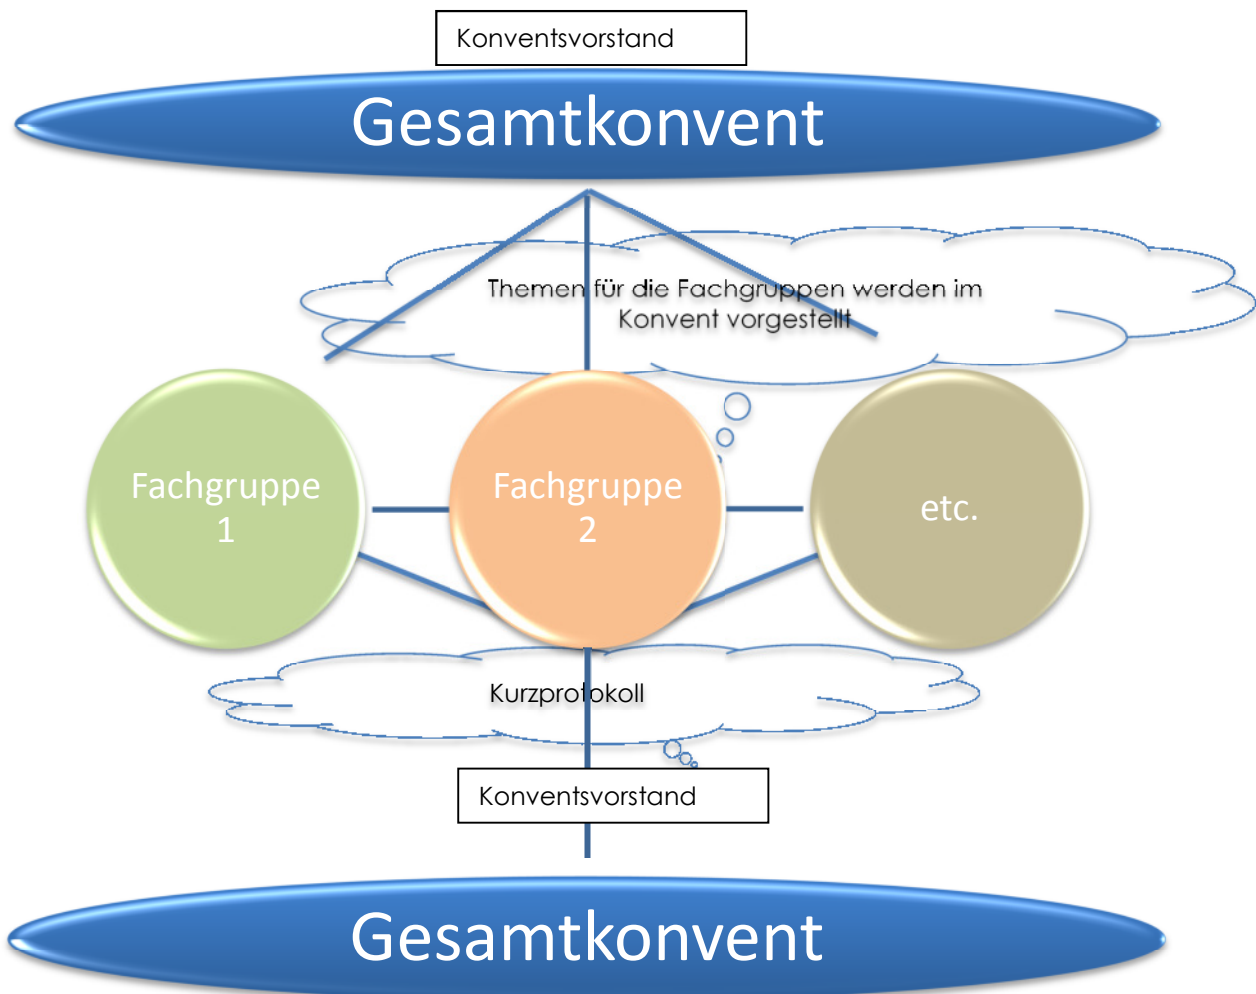 Konventsvorstand
Gesamtkonvent
Themen für die Fachgruppen werden im
Konvent vorgestellt
Fachgruppe
1
Fachgruppe
2
etc.
Kurzprotokoll
Konventsvorstand
Gesamtkonvent